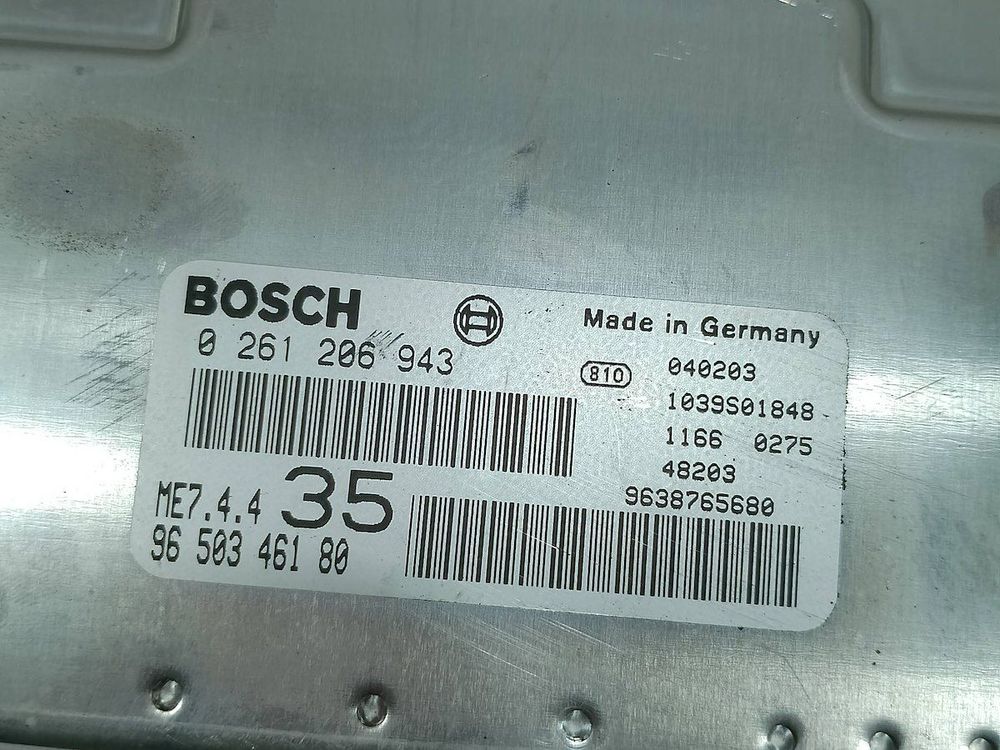 BOSCH
Made in Germany
0 261 206 943
810
040203
1039S01848
1166 0275
48203
9638765680
ME7.4.4 35
96 503 461 80